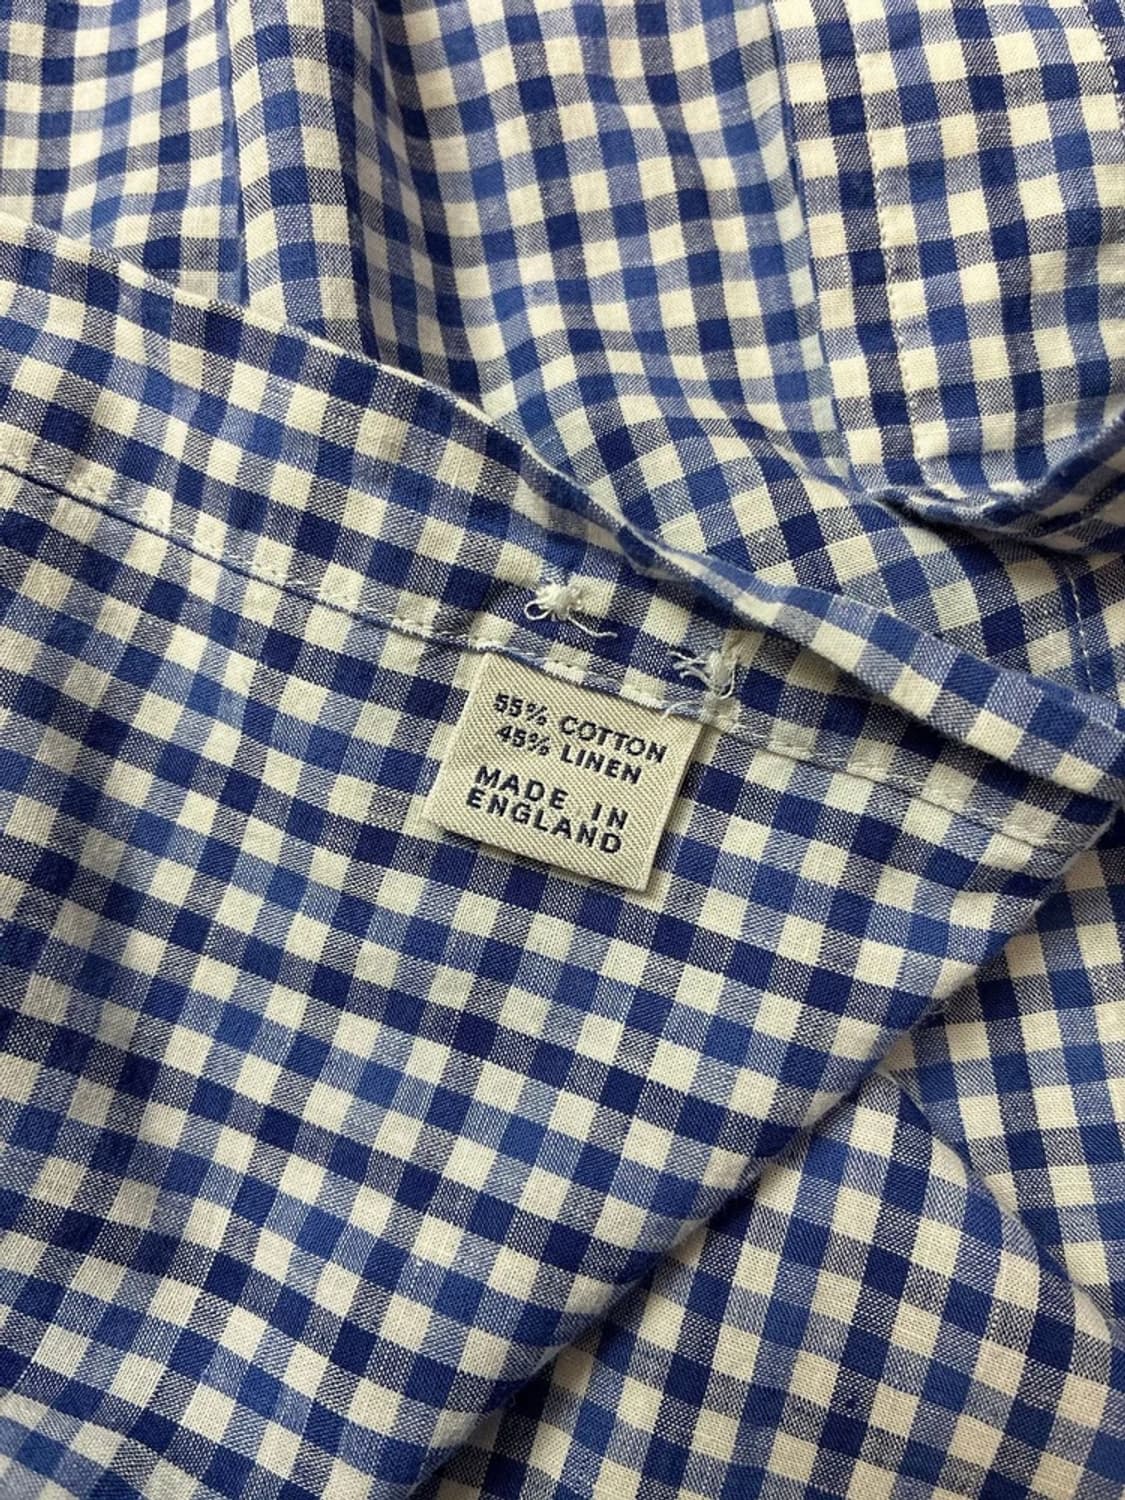 55% COTTON
45% LINEN
MADE IN
ENGLAND